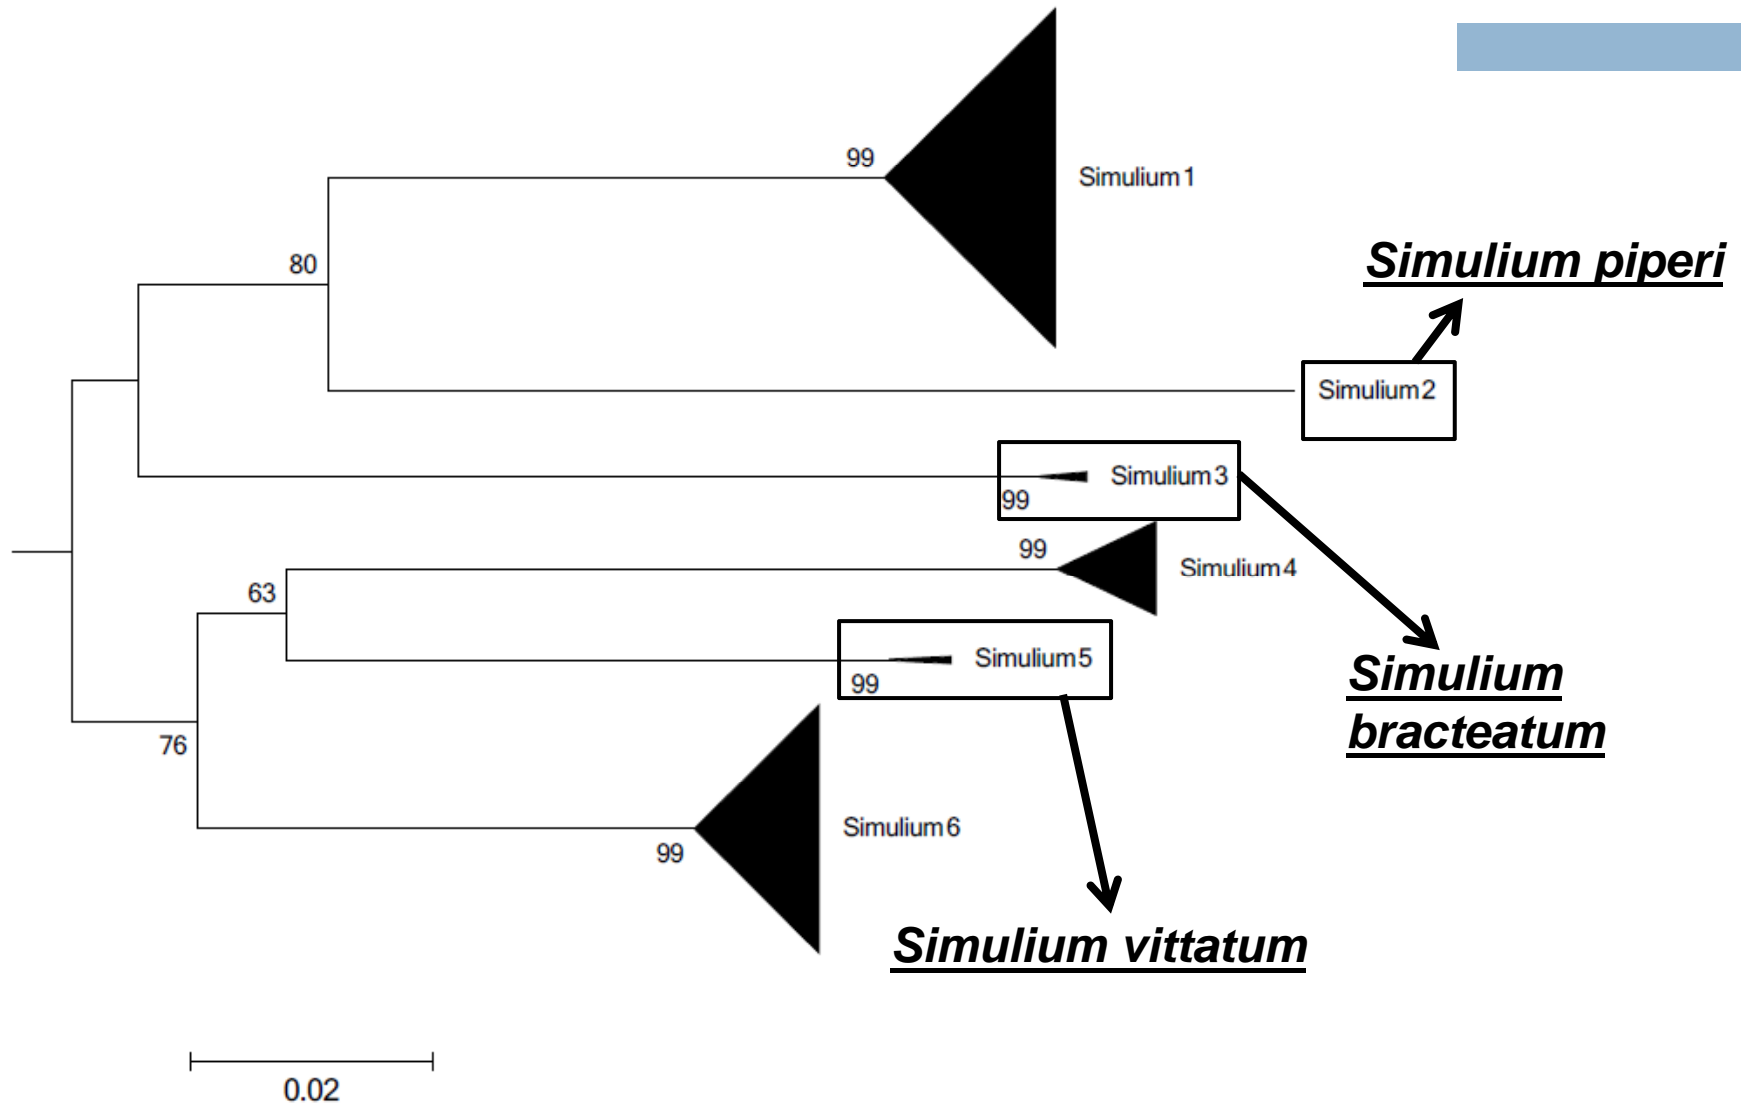 99
Simulium 1
80
Simulium piperi
Simulium 2
Simulium 3
99
99
Simulium 4
63
Simulium 5
99
Simulium
bracteatum
76
Simulium 6
99
Simulium vittatum
0.02